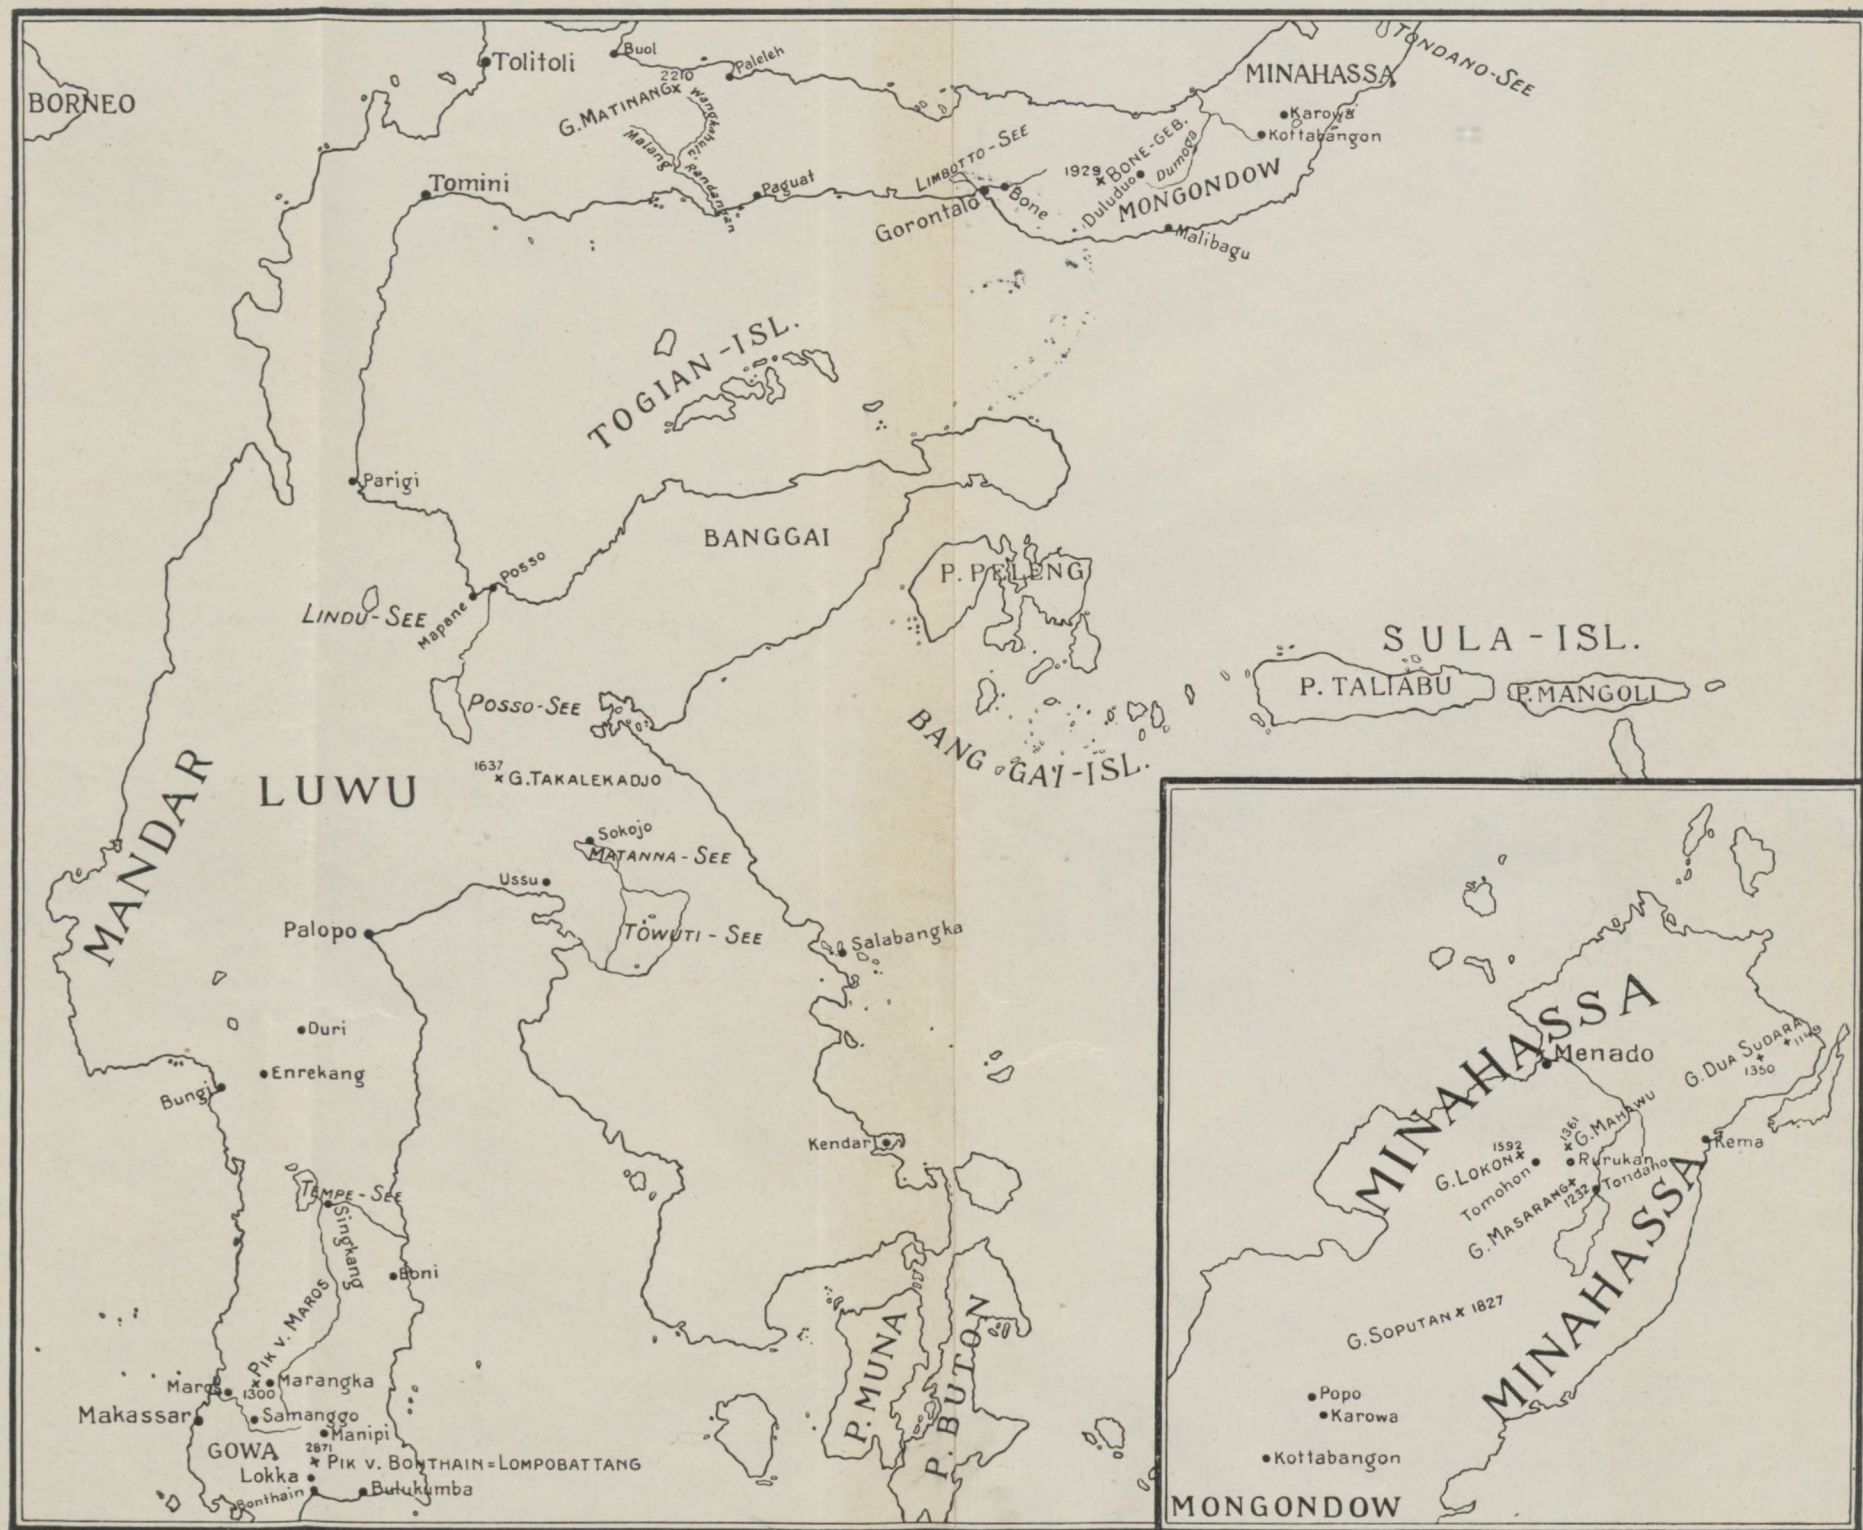 TONDANO-SEE
Buol
Tolitoli
Paleleh
MINAHASSA
2210
BORNEO
G. MATINANG
Wangkahulu
Karowa
Kottabangon
Malang
Randangan
LIMBOTTO-SEE
1929
BONE-GEB.
Dumoga
Tomini
Paguat
Bone
Duluduo
MONGONDOW
Gorontalo
Malibagu
TOGIAN-ISL.
Parigi
BANGGAI
Posso
P. PELENG
LINDU-SEE
Mapane
SULA-ISL.
P. TALIABU
P. MANGOLI
POSSO-SEE
BANGGAI-ISL.
MANDAR
LUWU
1637
G. TAKALEKADJO
Sokojo
MATANNA-SEE
Ussu
Palopo
TOWUTI-SEE
Salabangka
Duri
Enrekang
Bungi
Kendari
TEMPE-SEE
Singkang
Boni
PIK V. MAROS
P. MUNA
P. BUTON
Maros
1300
Marangka
Makassar
Samanggo
Manipi
GOWA
2871
PIK V. BONTHAIN=LOMPOBATTANG
Lokka
Bonthain
Bulukumba
MINAHASSA
Menado
G. DUA SUDARA
1149
1350
1361
G. MAHAWU
Kema
1592
G. LOKON
Rurukan
Tomohon
Tondano
G. MASARANG
1232
MINAHASSA
G. SOPUTAN
1827
Popo
Karowa
Kottabangon
MONGONDOW